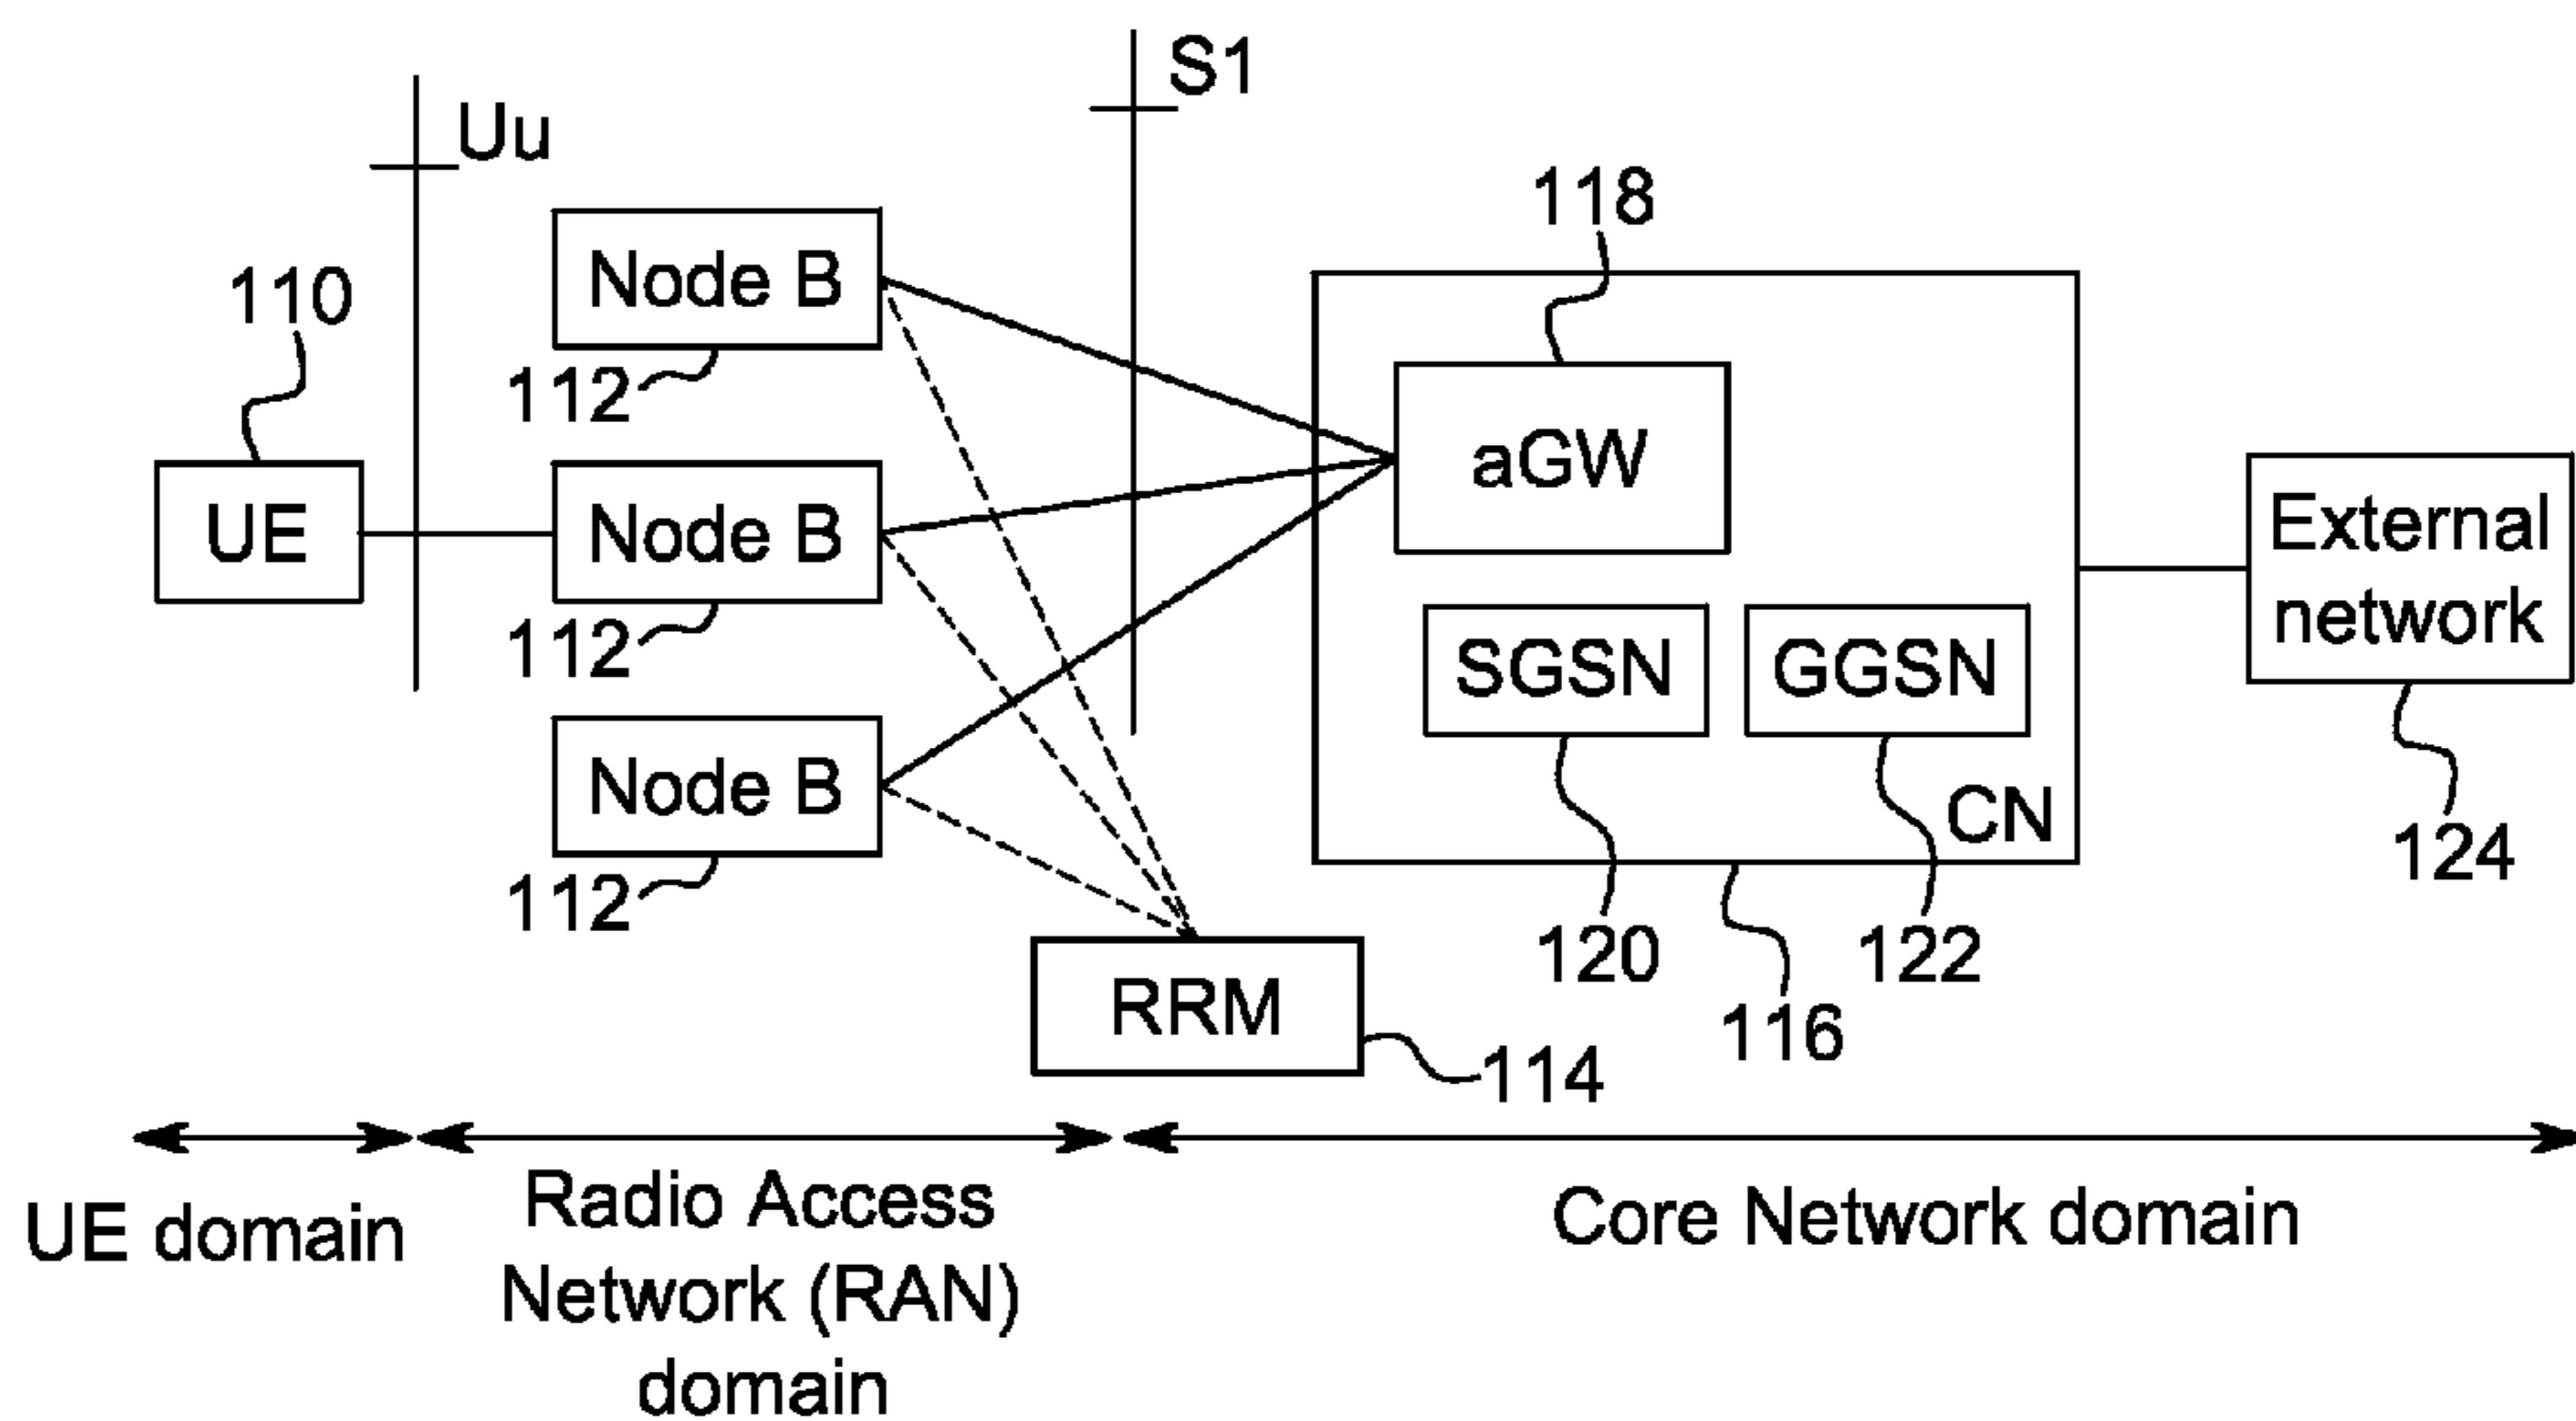 S1
Uu
118
Node B
110
112
aGW
External
network
UE
Node B
112
SGSN
GGSN
Node B
CN
124
112
120
122
RRM
116
114
UE domain
Radio Access
Network (RAN)
domain
Core Network domain